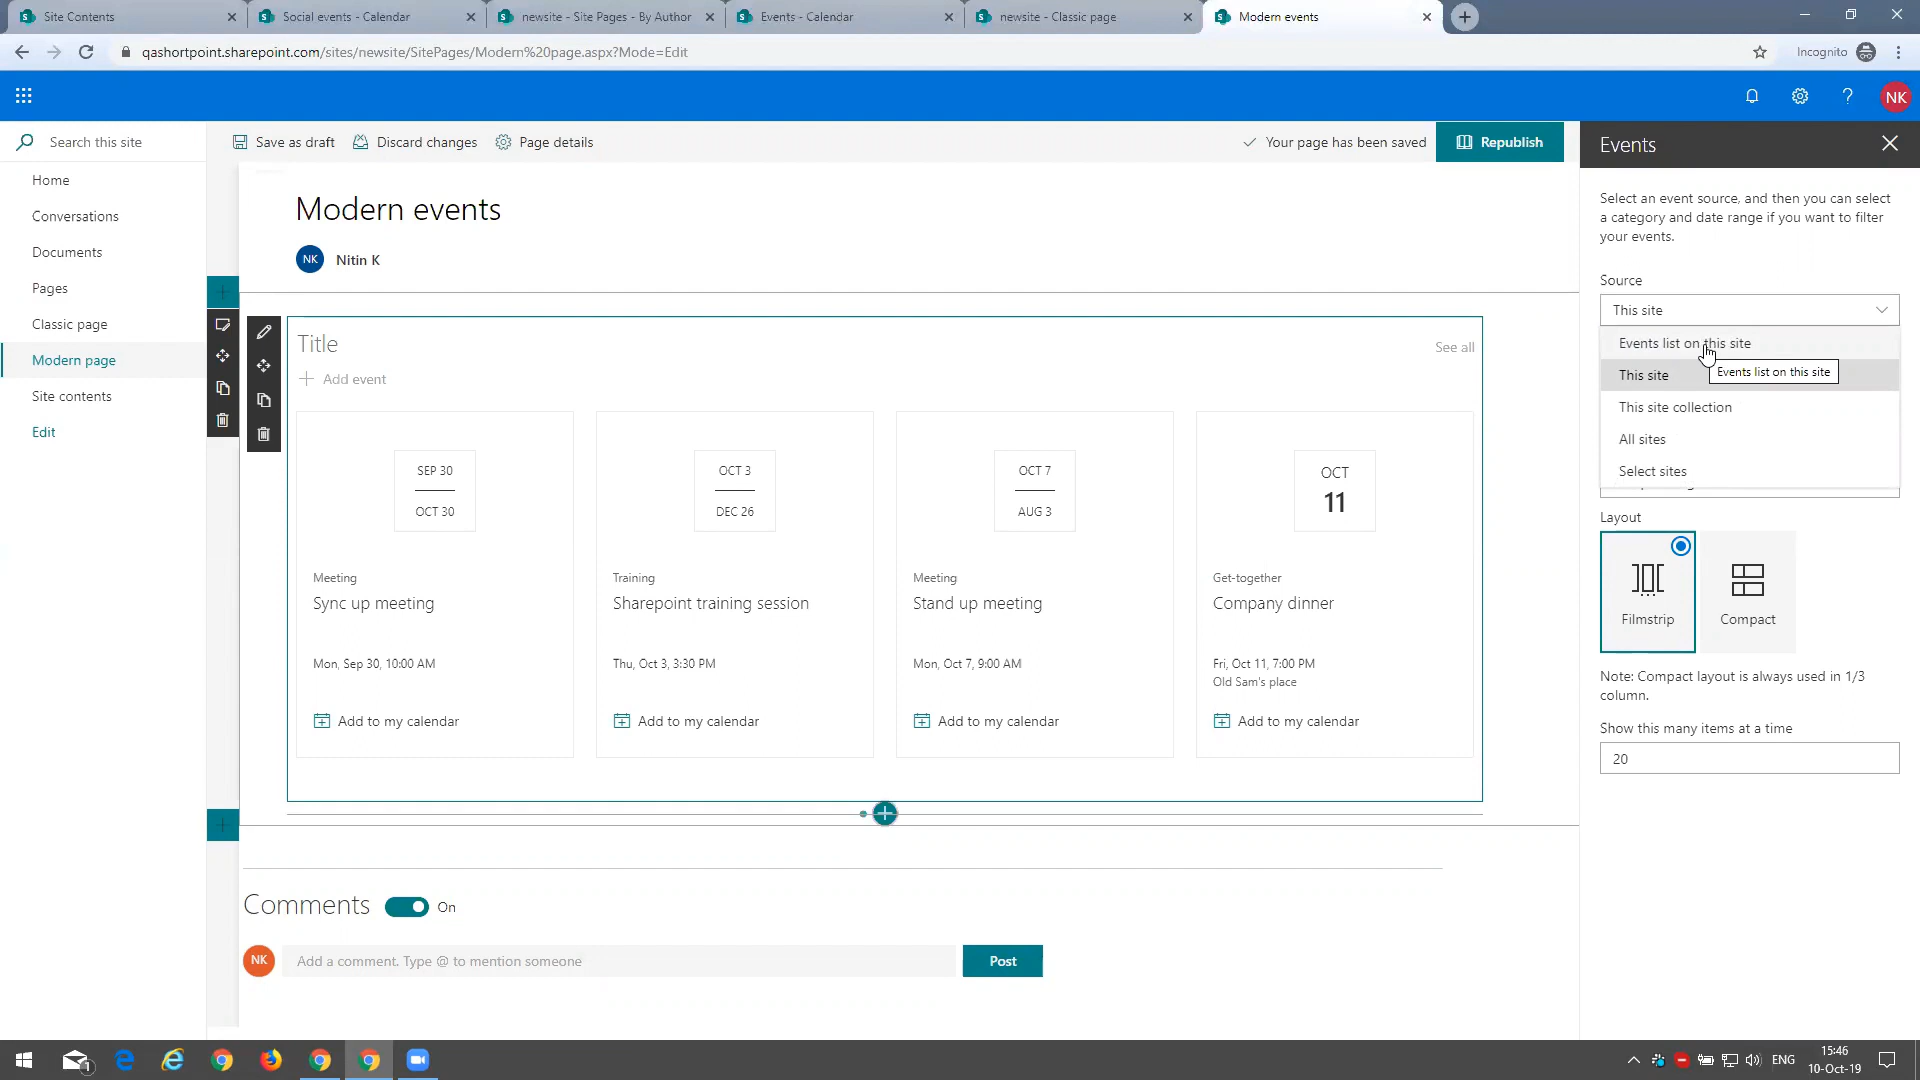 Site Contents
Social events - Calendar
newsite - Site Pages - By Author
Events - Calendar
newsite - Classic page
Modern events
qashortpoint.sharepoint.com/sites/newsite/SitePages/Modern%20page.aspx?Mode=Edit
Incognito
NK
Search this site
Save as draft
Discard changes
Page details
Your page has been saved
Republish
Home
Conversations
Documents
Pages
Classic page
Modern page
Site contents
Edit
Modern events
NK
Nitin K
Title
See all
Add event
SEP 30
OCT 30
Meeting
Sync up meeting
Mon, Sep 30, 10:00 AM
Add to my calendar
OCT 3
DEC 26
Training
Sharepoint training session
Thu, Oct 3, 3:30 PM
Add to my calendar
OCT 7
AUG 3
Meeting
Stand up meeting
Mon, Oct 7, 9:00 AM
Add to my calendar
OCT
11
Get-together
Company dinner
Fri, Oct 11, 7:00 PM
Old Sam's place
Add to my calendar
Comments
On
NK
Add a comment. Type @ to mention someone
Post
Events
Select an event source, and then you can select
a category and date range if you want to filter
your events.
Source
This site
Events list on this site
This site
Events list on this site
This site collection
All sites
Select sites
Layout
Filmstrip
Compact
Note: Compact layout is always used in 1/3
column.
Show this many items at a time
20
1
ENG
15:46
10-Oct-19